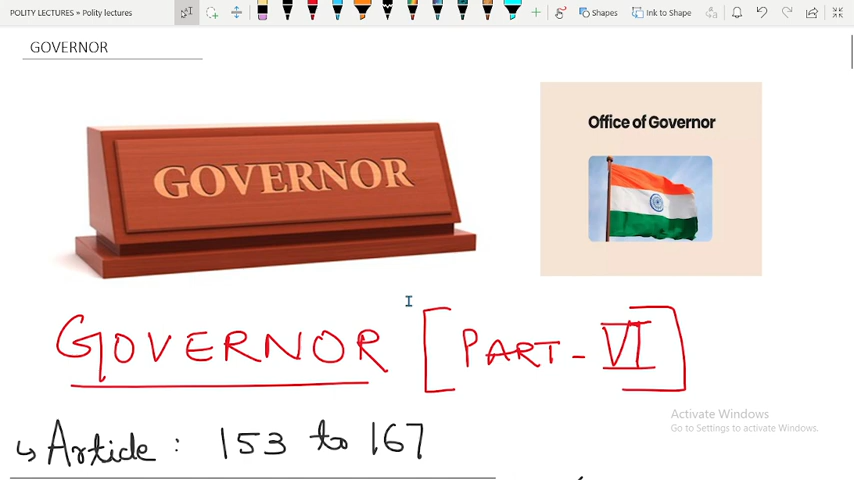 POLITY LECTURES » Polity lectures
Shapes
Ink to Shape
GOVERNOR
GOVERNOR
Office of Governor
GOVERNOR [PART-VI]
↳ Article: 153 to 167
Activate Windows
Go to Settings to activate Windows.